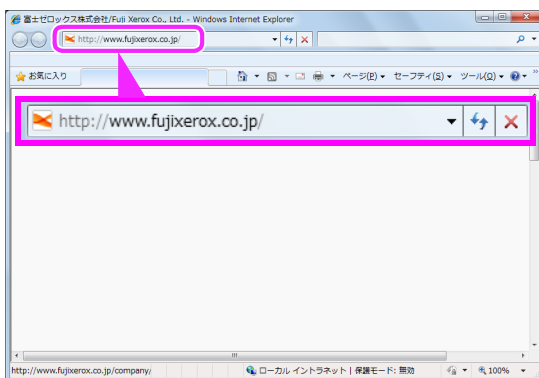 富士ゼロックス株式会社/Fuji Xerox Co., Ltd. - Windows Internet Explorer
http://www.fujixerox.co.jp/
お気に入り ページ(P) セーフティ(S) ツール(O) »
http://www.fujixerox.co.jp/
http://www.fujixerox.co.jp/company/ ローカル イントラネット | 保護モード: 無効 100%